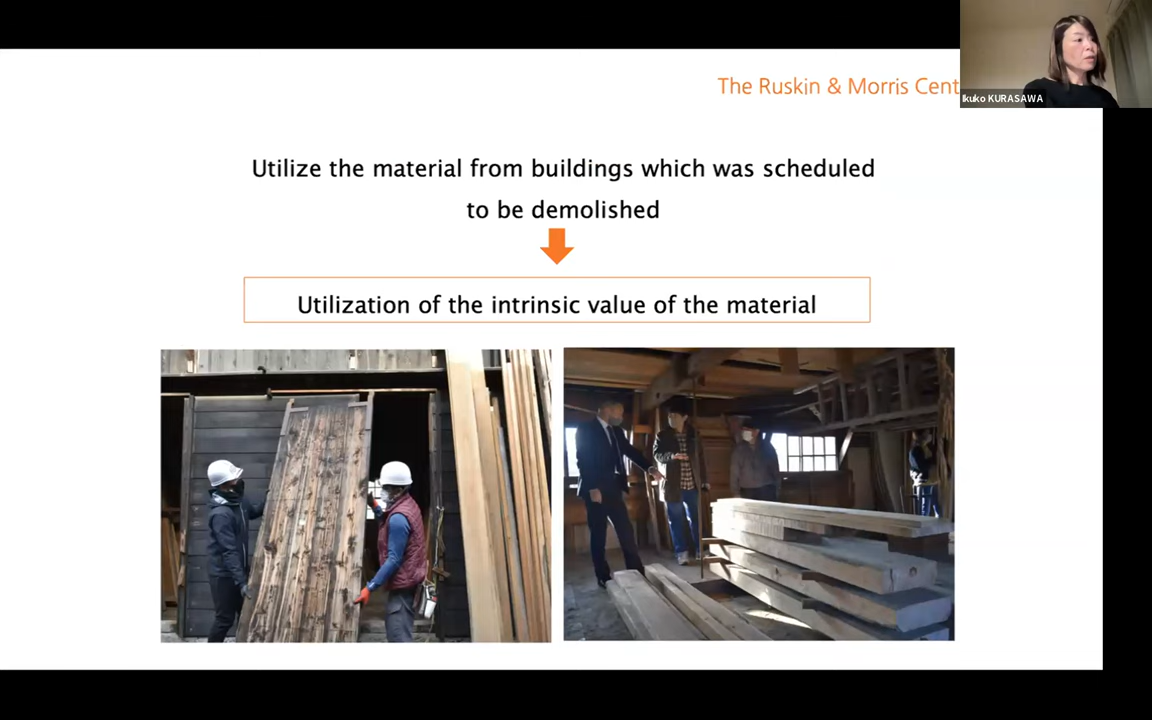 The Ruskin & Morris Cent
Ikuko KURASAWA
Utilize the material from buildings which was scheduled
to be demolished
Utilization of the intrinsic value of the material